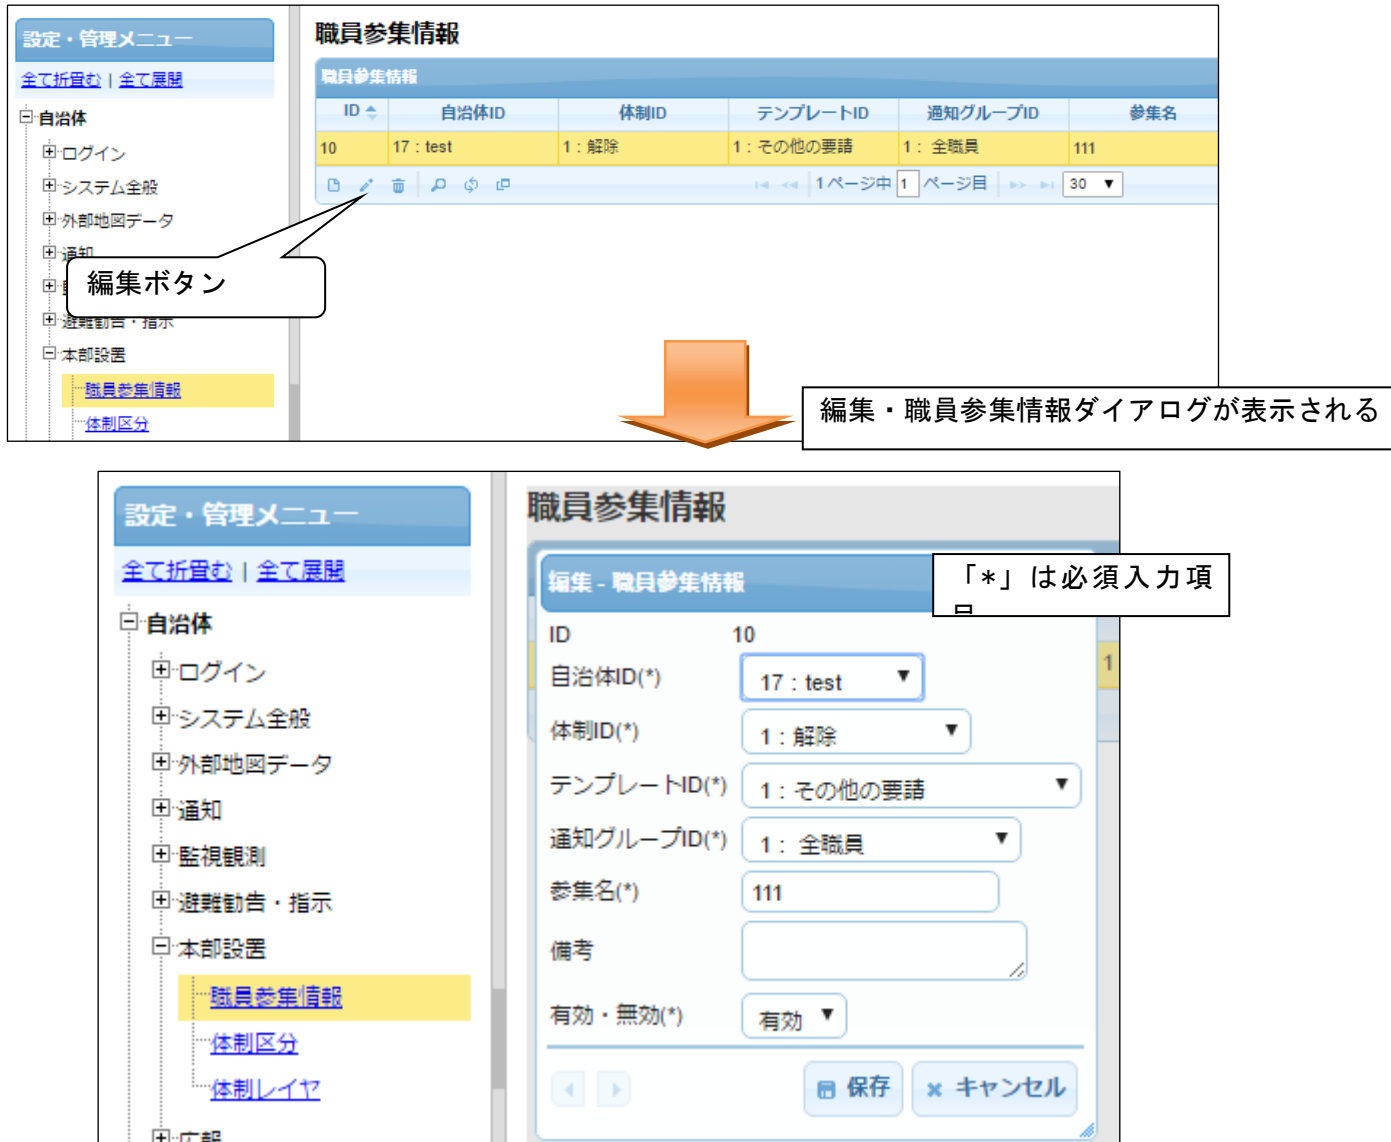 設定・管理メニュー
全て折畳む | 全て展開
自治体
ログイン
システム全般
外部地図データ
通知
避難勧告・指示
本部設置
職員参集情報
体制区分
職員参集情報
職員参集情報
ID 自治体ID 体制ID テンプレートID 通知グループID 参集名
10 17：test 1：解除 1：その他の要請 1： 全職員 111
1ページ中 1 ページ目 30
編集ボタン
編集・職員参集情報ダイアログが表示される
設定・管理メニュー
全て折畳む | 全て展開
自治体
ログイン
システム全般
外部地図データ
通知
監視観測
避難勧告・指示
本部設置
職員参集情報
体制区分
体制レイヤ
広報
職員参集情報
編集 - 職員参集情報
「*」は必須入力項
ID 10
1
自治体ID(*) 17：test
体制ID(*) 1：解除
テンプレートID(*) 1：その他の要請
通知グループID(*) 1： 全職員
参集名(*) 111
備考
有効・無効(*) 有効
保存 キャンセル